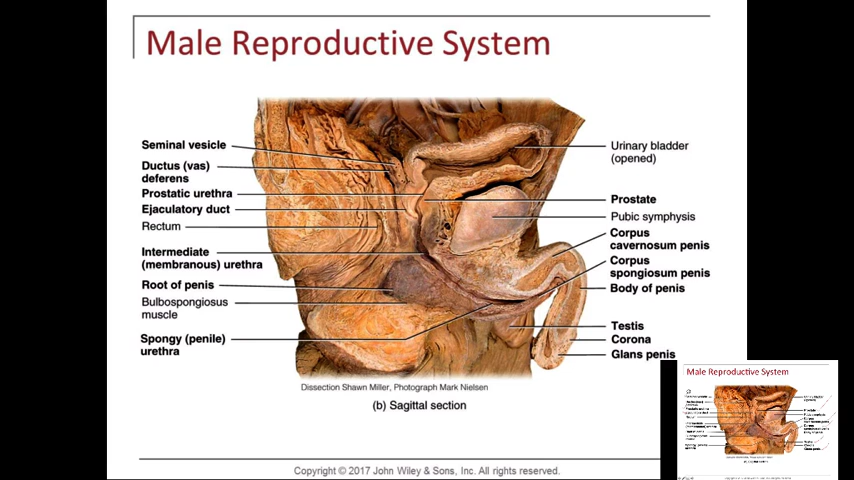 Male Reproductive System
Seminal vesicle
Ductus (vas)
deferens
Prostatic urethra
Ejaculatory duct
Rectum
Intermediate
(membranous) urethra
Root of penis
Bulbospongiosus
muscle
Spongy (penile)
urethra
Urinary bladder
(opened)
Prostate
Pubic symphysis
Corpus
cavernosum penis
Corpus
spongiosum penis
Body of penis
Testis
Corona
Glans penis
Dissection Shawn Miller, Photograph Mark Nielsen
(b) Sagittal section
Copyright © 2017 John Wiley & Sons, Inc. All rights reserved.
Male Reproductive System